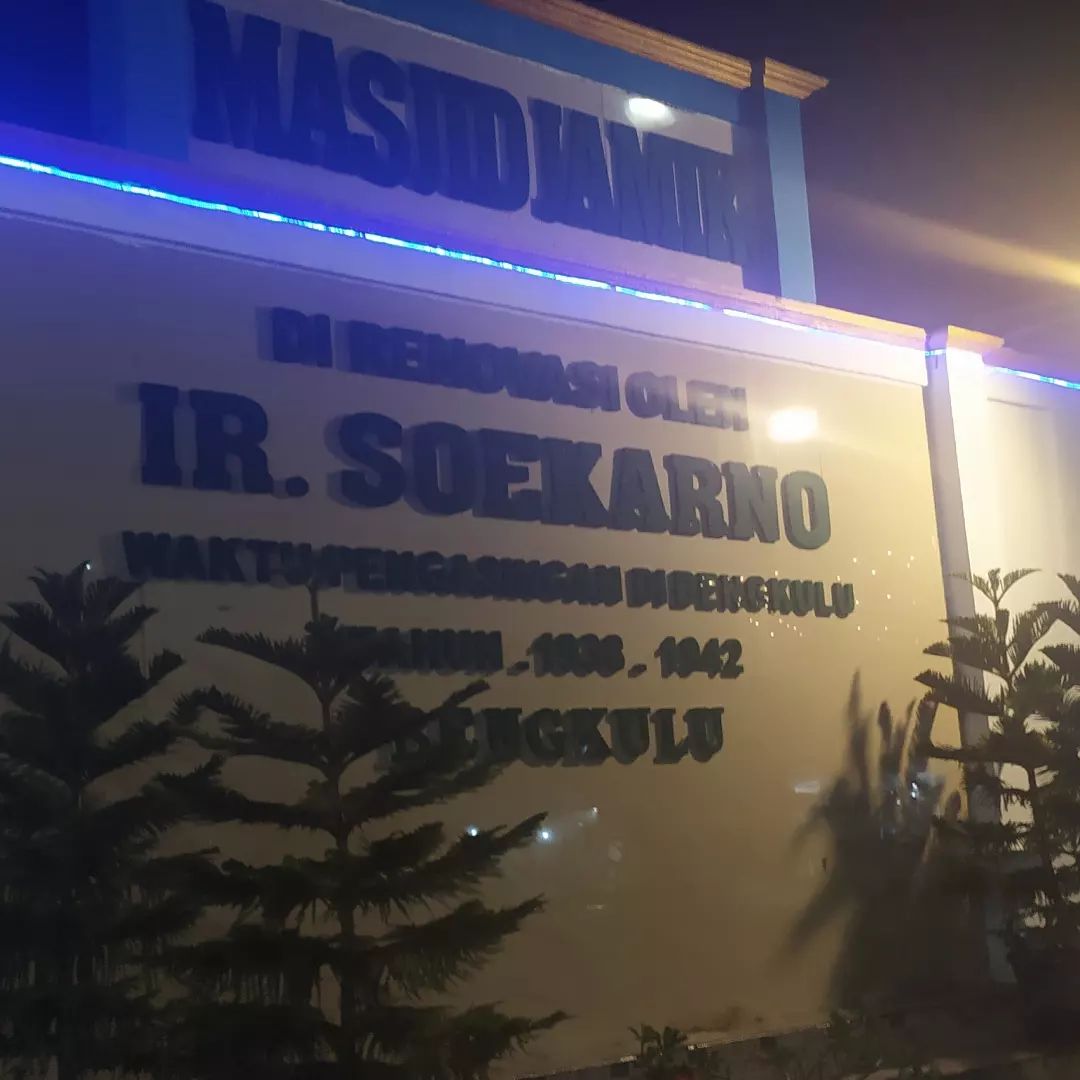 MASJID JAMIK
DI RENOVASI OLEH
IR. SOEKARNO
WAKTU PENGASINGAN DI BENGKULU
TAHUN - 1938 - 1942
BENGKULU